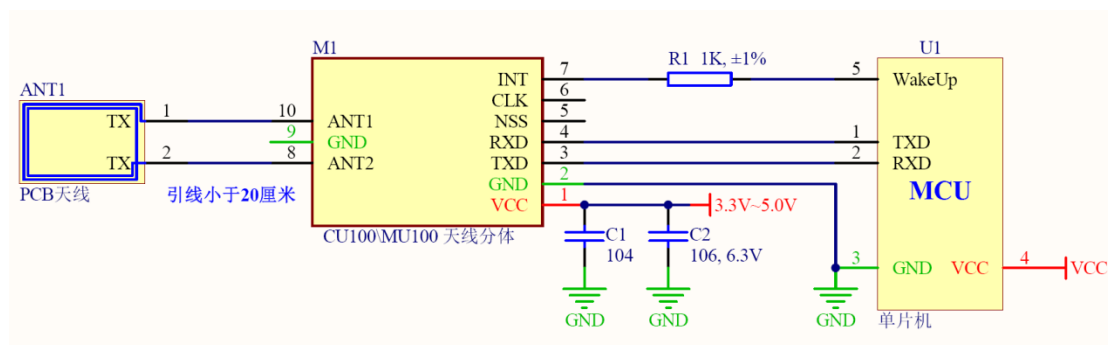 M1
U1
R1 1K, ±1%
ANT1
7
5
INT
WakeUp
6
CLK
1
10
5
TX
ANT1
NSS
9
4
1
GND
RXD
TXD
2
8
3
2
TX
ANT2
TXD
RXD
2
GND
MCU
PCB天线
引线小于20厘米
1
VCC
3.3V~5.0V
CU100\MU100 天线分体
C1
C2
104
106, 6.3V
3
4
GND
VCC
VCC
GND
GND
GND
单片机